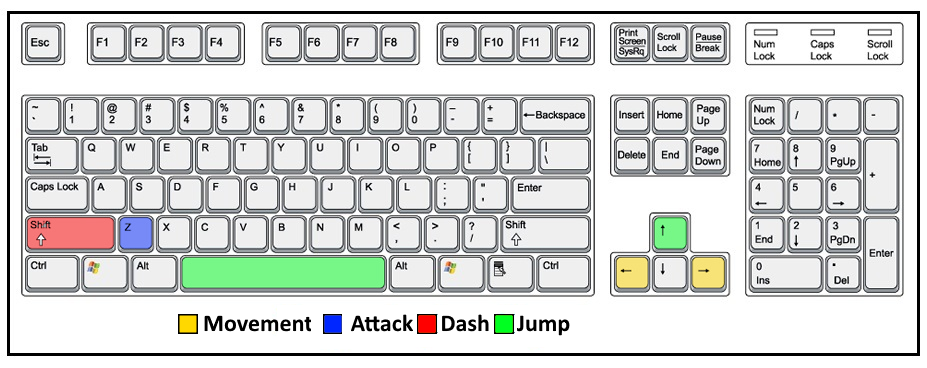 Esc F1 F2 F3 F4 F5 F6 F7 F8 F9 F10 F11 F12 Print Screen SysRq Scroll Lock Pause Break Num Lock Caps Lock Scroll Lock
~ ` ! 1 @ 2 # 3 $ 4 % 5 ^ 6 & 7 * 8 ( 9 ) 0 – - + = ←Backspace Insert Home Page Up Num Lock / * -
Tab Q W E R T Y U I O P { [ } ] | \ Delete End Page Down 7 Home 8 ↑ 9 PgUp +
Caps Lock A S D F G H J K L : ; " ' Enter 4 ← 5 6 →
Shift ⇧ Z X C V B N M < , > . ? / Shift ⇧ ↑ 1 End 2 ↓ 3 PgDn Enter
Ctrl Alt Alt Ctrl ← ↓ → 0 Ins . Del
Movement Attack Dash Jump